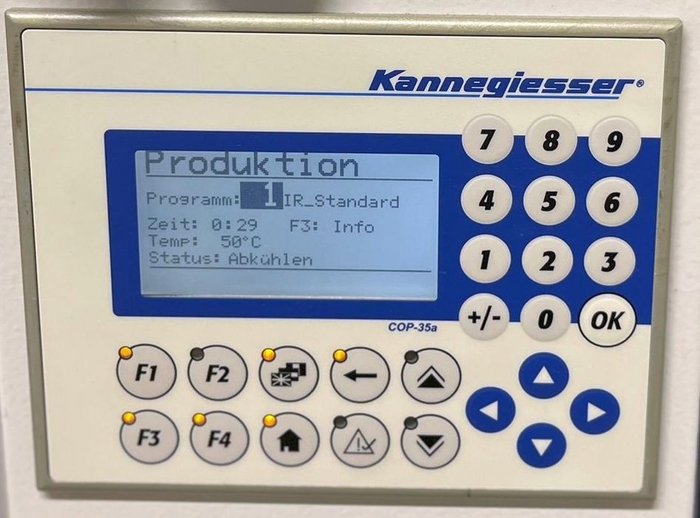 Kannegiesser®
Produktion
Programm: 1 IR_Standard
Zeit: 0:29 F3: Info
Temp: 50°C
Status: Abkühlen
COP-35a
7 8 9
4 5 6
1 2 3
+/- 0 OK
F1 F2
F3 F4